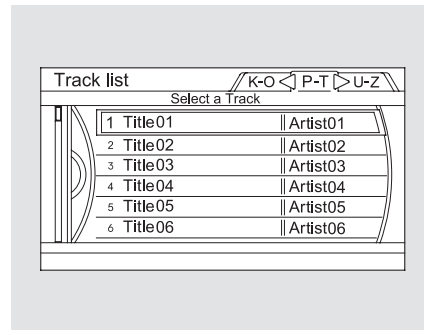 Track list K-O P-T U-Z
Select a Track
1 Title01 Artist01
2 Title02 Artist02
3 Title03 Artist03
4 Title04 Artist04
5 Title05 Artist05
6 Title06 Artist06